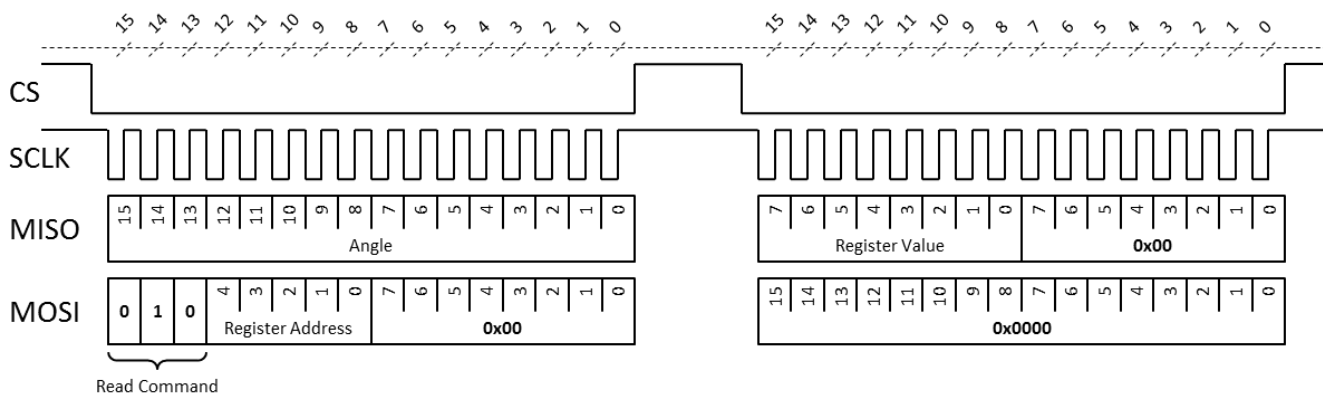 15 14 13 12 11 10 9 8 7 6 5 4 3 2 1 0 15 14 13 12 11 10 9 8 7 6 5 4 3 2 1 0
CS
SCLK
MISO 15 14 13 12 11 10 9 8 7 6 5 4 3 2 1 0 7 6 5 4 3 2 1 0 7 6 5 4 3 2 1 0
Angle Register Value 0x00
MOSI 0 1 0 4 3 2 1 0 7 6 5 4 3 2 1 0 15 14 13 12 11 10 9 8 7 6 5 4 3 2 1 0
Register Address 0x00 0x0000
Read Command